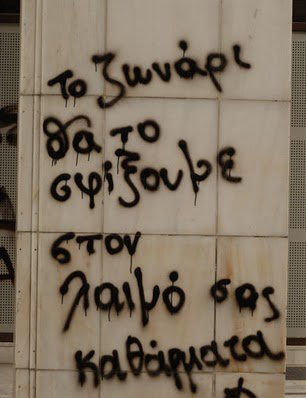 το ζωνάρι
θα το
σφίξουμε
στον
λαιμό σας
καθάρματα